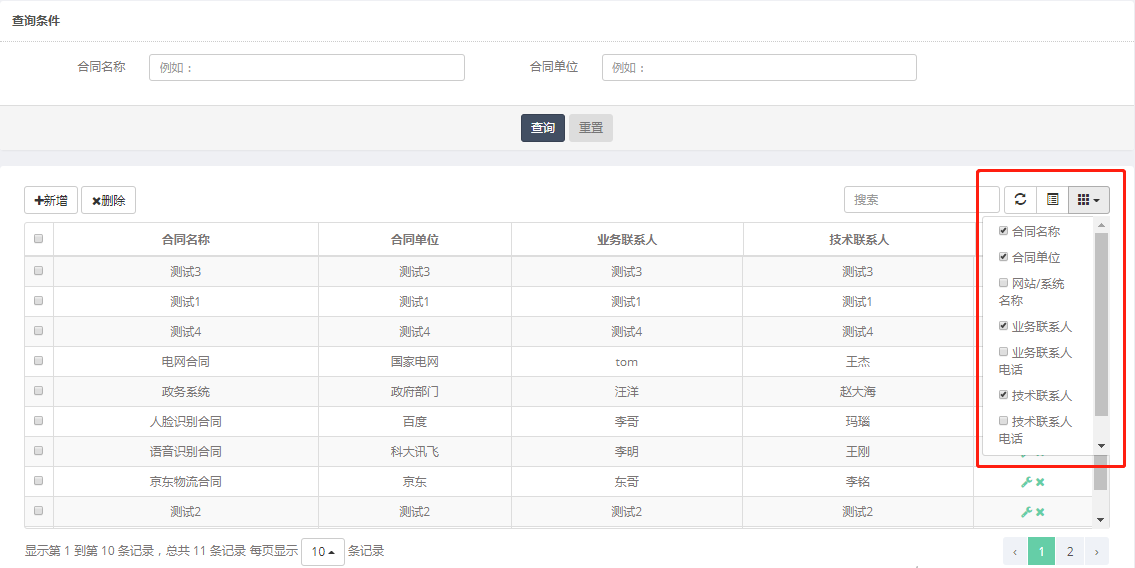 查询条件
合同名称 例如： 合同单位 例如：
查询 重置
新增 删除 搜索
合同名称 合同单位 业务联系人 技术联系人
测试3 测试3 测试3 测试3
测试1 测试1 测试1 测试1
测试4 测试4 测试4 测试4
电网合同 国家电网 tom 王杰
政务系统 政府部门 汪洋 赵大海
人脸识别合同 百度 李哥 玛瑙
语音识别合同 科大讯飞 李明 王刚
京东物流合同 京东 东哥 李铭
测试2 测试2 测试2 测试2
合同名称
合同单位
网站/系统
名称
业务联系人
业务联系人
电话
技术联系人
技术联系人
电话
显示第 1 到第 10 条记录，总共 11 条记录 每页显示 10 条记录
‹ 1 2 ›